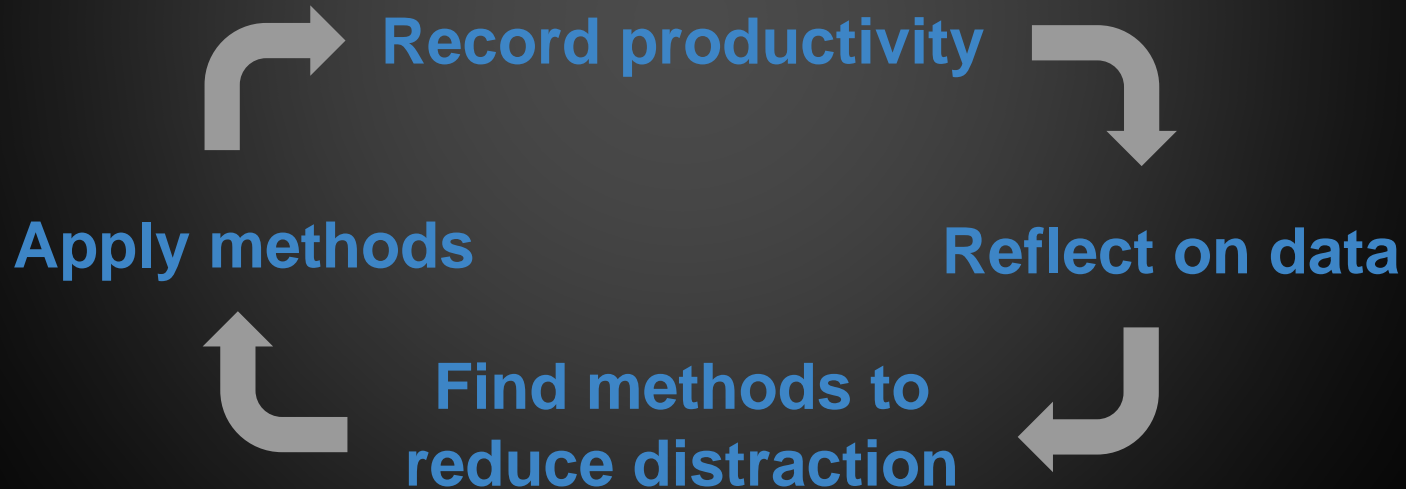 Record productivity
Apply methods
Reflect on data
Find methods to
reduce distraction